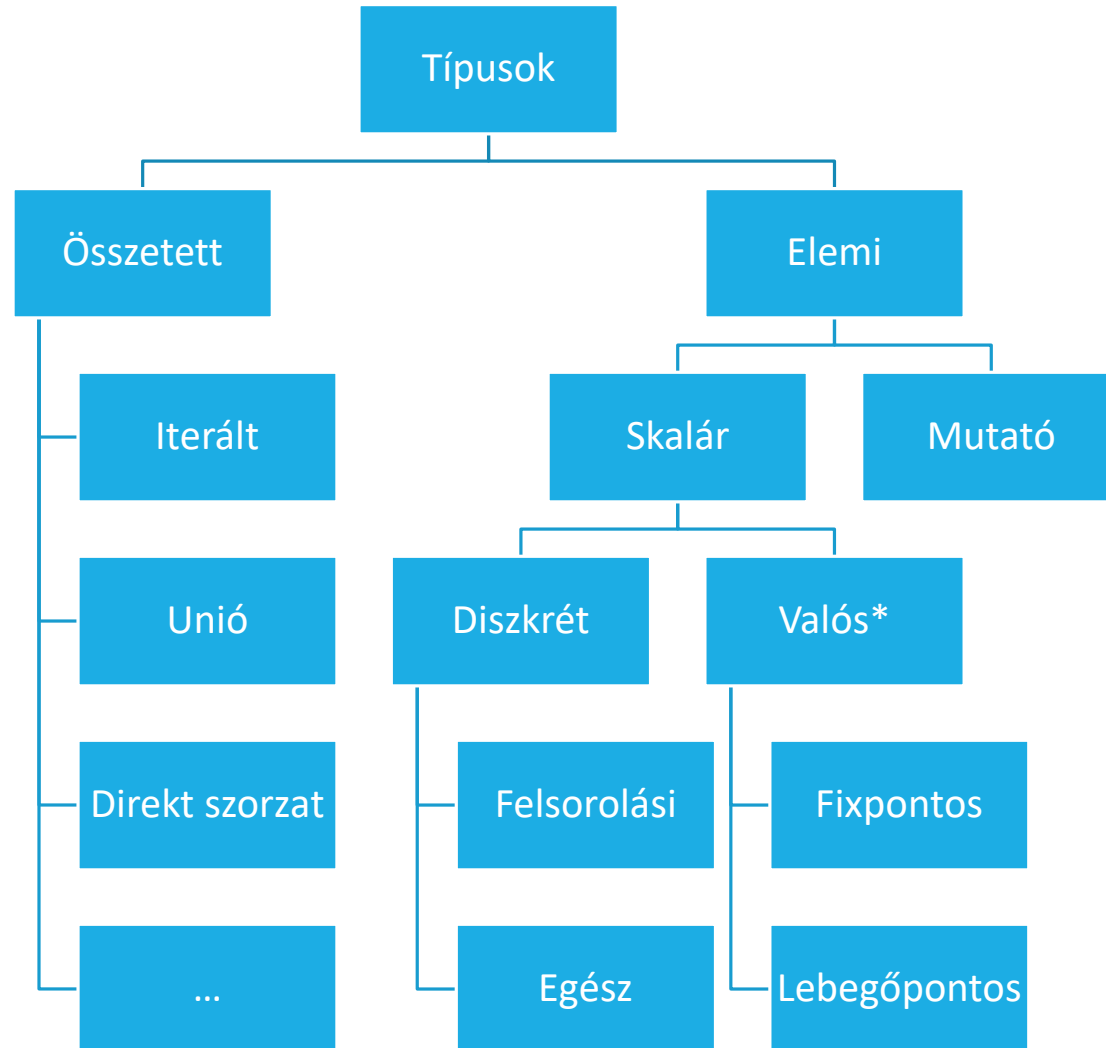 Típusok
Összetett
Elemi
Iterált
Skalár
Mutató
Unió
Diszkrét
Valós*
Direkt szorzat
Felsorolási
Fixpontos
...
Egész
Lebegőpontos